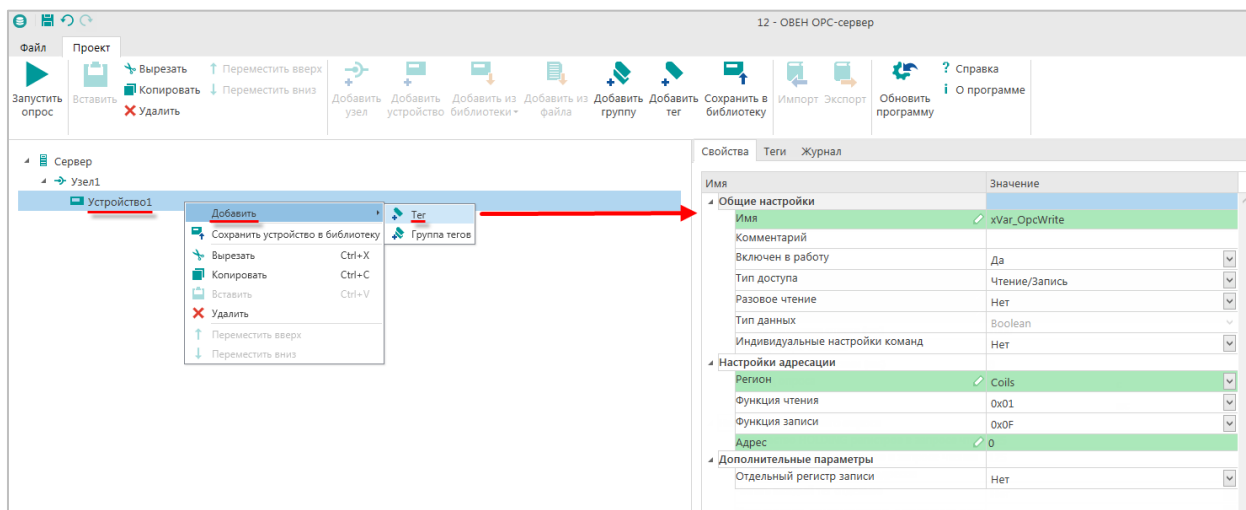 12 - ОВЕН OPC-сервер
Файл Проект
Запустить опрос
Вставить
Вырезать
Копировать
Удалить
Переместить вверх
Переместить вниз
Добавить узел
Добавить устройство
Добавить из библиотеки
Добавить из файла
Добавить группу
Добавить тег
Сохранить в библиотеку
Импорт
Экспорт
Обновить программу
? Справка
i О программе
Сервер
Узел1
Устройство1
Добавить
Сохранить устройство в библиотеку
Вырезать Ctrl+X
Копировать Ctrl+C
Вставить Ctrl+V
Удалить
Переместить вверх
Переместить вниз
Тег
Группа тегов
Свойства Теги Журнал
Имя Значение
Общие настройки
Имя xVar_OpcWrite
Комментарий
Включен в работу Да
Тип доступа Чтение/Запись
Разовое чтение Нет
Тип данных Boolean
Индивидуальные настройки команд Нет
Настройки адресации
Регион Coils
Функция чтения 0x01
Функция записи 0x0F
Адрес 0
Дополнительные параметры
Отдельный регистр записи Нет